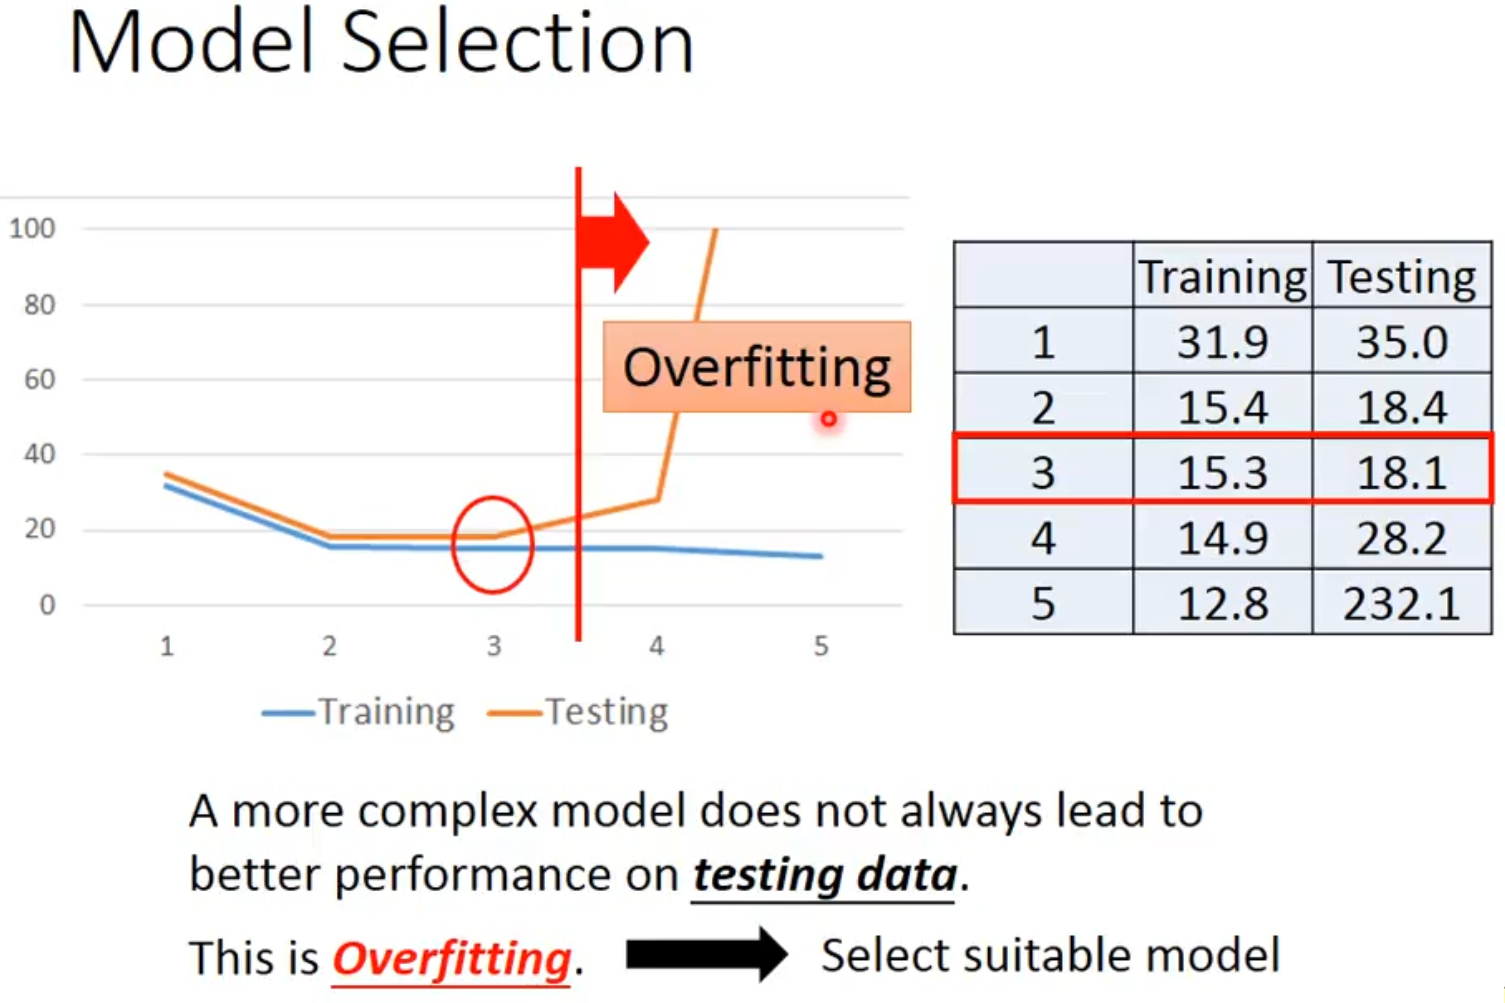 Model Selection
100
80
60
40
20
0
1 2 3 4 5
Overfitting
Training Testing
Training Testing
1 31.9 35.0
2 15.4 18.4
3 15.3 18.1
4 14.9 28.2
5 12.8 232.1
A more complex model does not always lead to
better performance on testing data.
This is Overfitting. Select suitable model